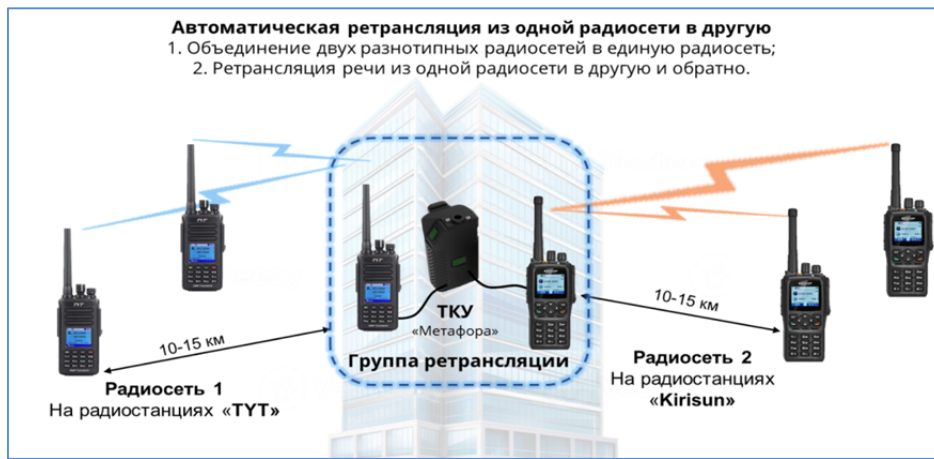 Автоматическая ретрансляция из одной радиосети в другую
1. Объединение двух разнотипных радиосетей в единую радиосеть;
2. Ретрансляция речи из одной радиосети в другую и обратно.
10-15 км
Радиосеть 1
На радиостанциях «TYT»
ТКУ
«Метафора»
Группа ретрансляции
10-15 км
Радиосеть 2
На радиостанциях
«Kirisun»